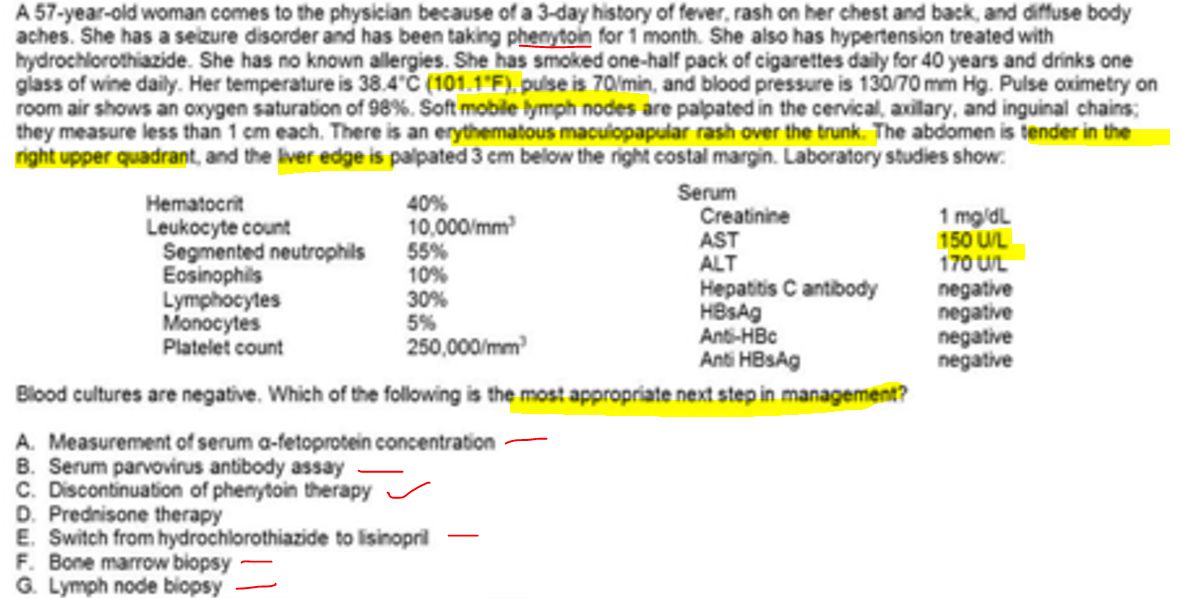 A 57-year-old woman comes to the physician because of a 3-day history of fever, rash on her chest and back, and diffuse body
aches. She has a seizure disorder and has been taking phenytoin for 1 month. She also has hypertension treated with
hydrochlorothiazide. She has no known allergies. She has smoked one-half pack of cigarettes daily for 40 years and drinks one
glass of wine daily. Her temperature is 38.4°C (101.1°F), pulse is 70/min, and blood pressure is 130/70 mm Hg. Pulse oximetry on
room air shows an oxygen saturation of 98%. Soft mobile lymph nodes are palpated in the cervical, axillary, and inguinal chains;
they measure less than 1 cm each. There is an erythematous maculopapular rash over the trunk. The abdomen is tender in the
right upper quadrant, and the liver edge is palpated 3 cm below the right costal margin. Laboratory studies show:
Hematocrit 40%
Leukocyte count 10,000/mm³
Segmented neutrophils 55%
Eosinophils 10%
Lymphocytes 30%
Monocytes 5%
Platelet count 250,000/mm³
Serum
Creatinine 1 mg/dL
AST 150 U/L
ALT 170 U/L
Hepatitis C antibody negative
HBsAg negative
Anti-HBc negative
Anti HBsAg negative
Blood cultures are negative. Which of the following is the most appropriate next step in management?
A. Measurement of serum α-fetoprotein concentration
B. Serum parvovirus antibody assay
C. Discontinuation of phenytoin therapy
D. Prednisone therapy
E. Switch from hydrochlorothiazide to lisinopril
F. Bone marrow biopsy
G. Lymph node biopsy